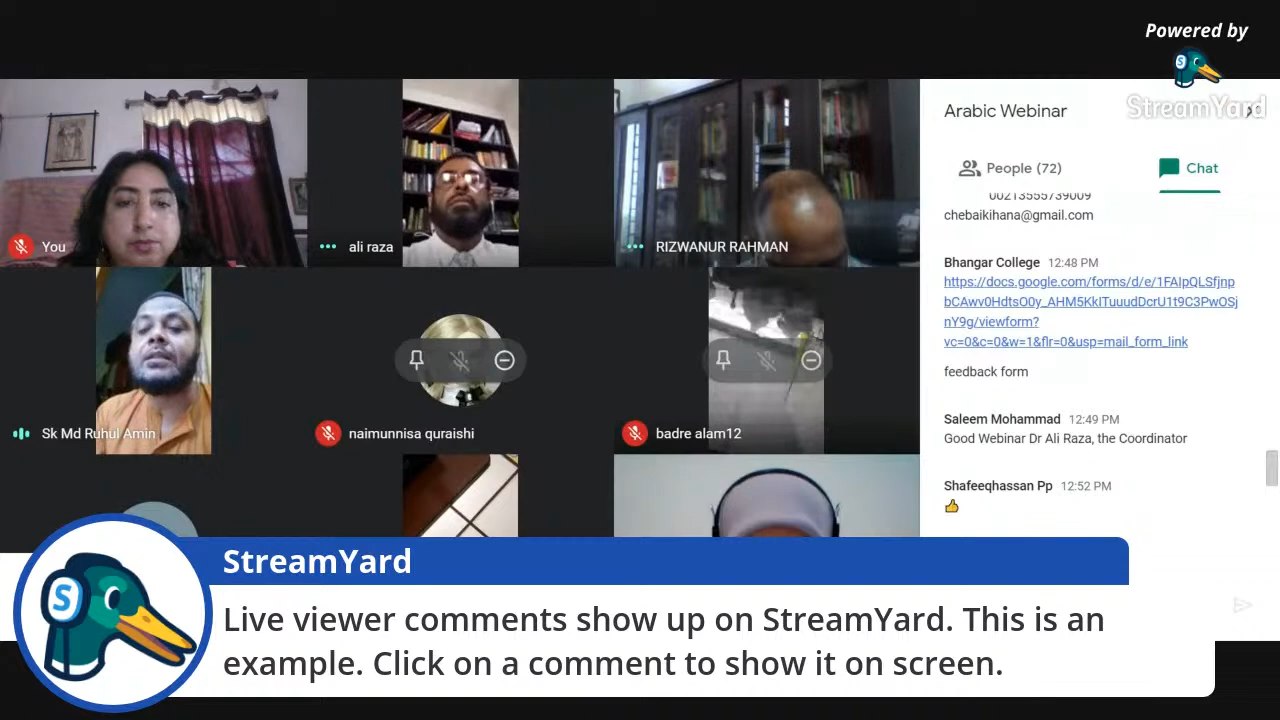 Powered by
S
StreamYard
Arabic Webinar
People (72)
Chat
00213555739009
chebaikihana@gmail.com
Bhangar College 12:48 PM
https://docs.google.com/forms/d/e/1FAIpQLSfjnp
bCAwv0HdtsO0y_AHM5KkITuuudDcrU1t9C3PwOSj
nY9g/viewform?
vc=0&c=0&w=1&flr=0&usp=mail_form_link
feedback form
Saleem Mohammad 12:49 PM
Good Webinar Dr Ali Raza, the Coordinator
Shafeeqhassan Pp 12:52 PM
You
ali raza
RIZWANUR RAHMAN
Sk Md Ruhul Amin
naimunnisa quraishi
badre alam12
S
StreamYard
Live viewer comments show up on StreamYard. This is an
example. Click on a comment to show it on screen.